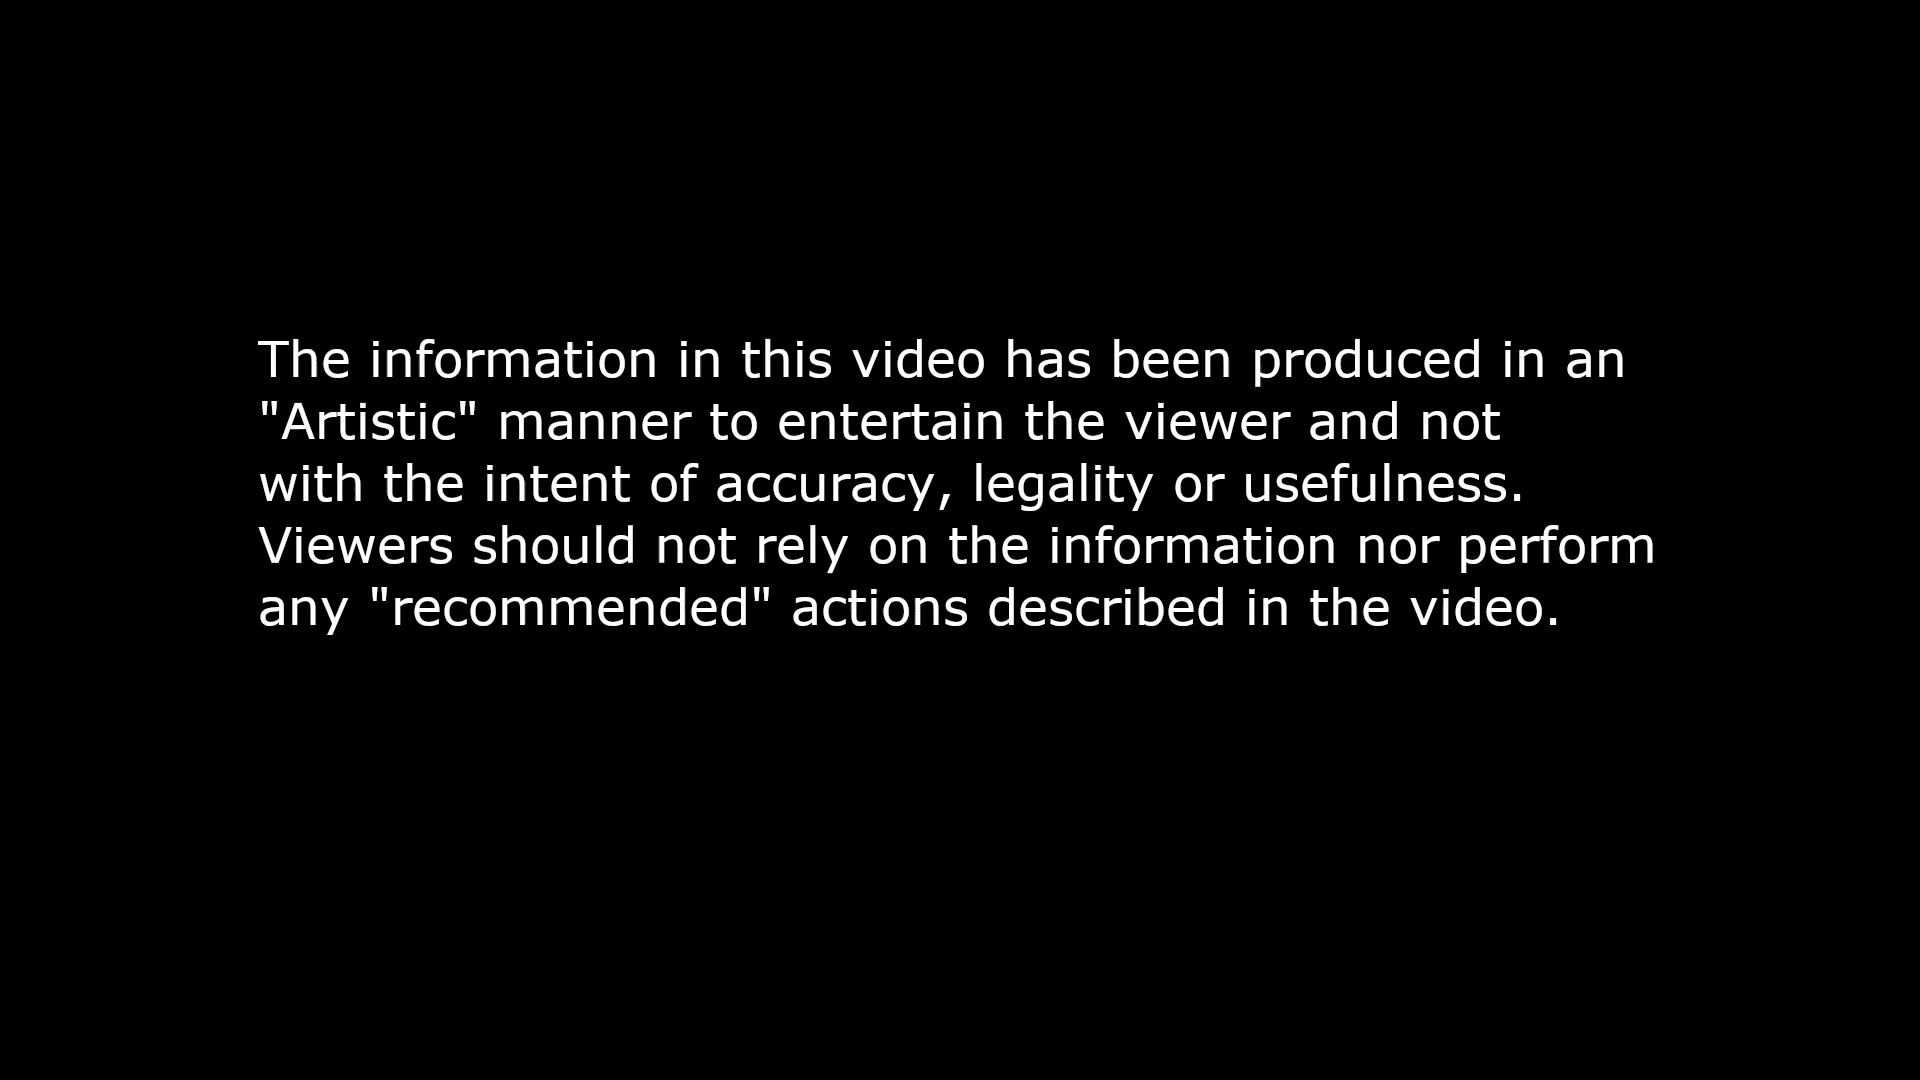 The information in this video has been produced in an
"Artistic" manner to entertain the viewer and not
with the intent of accuracy, legality or usefulness.
Viewers should not rely on the information nor perform
any "recommended" actions described in the video.